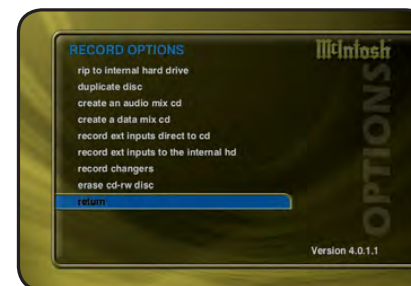 RECORD OPTIONS
McIntosh
rip to internal hard drive
duplicate disc
create an audio mix cd
create a data mix cd
record ext inputs direct to cd
record ext inputs to the internal hd
record changers
erase cd-rw disc
return
OPTIONS
Version 4.0.1.1